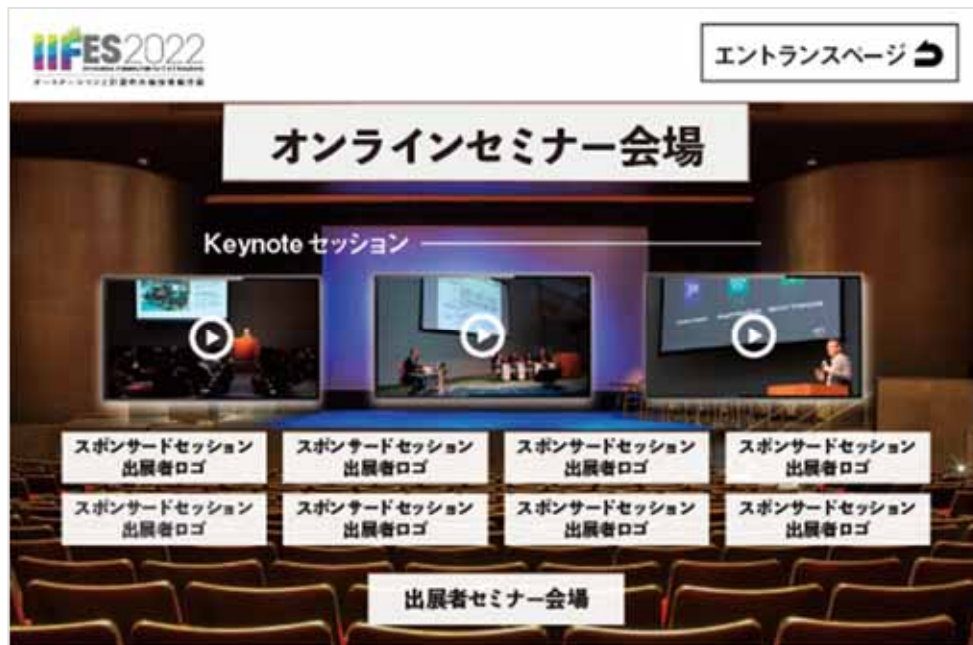 IIFES 2022
エントランスページ
オンラインセミナー会場
Keynote セッション
スポンサードセッション
出展者ロゴ
スポンサードセッション
出展者ロゴ
スポンサードセッション
出展者ロゴ
スポンサードセッション
出展者ロゴ
スポンサードセッション
出展者ロゴ
スポンサードセッション
出展者ロゴ
スポンサードセッション
出展者ロゴ
スポンサードセッション
出展者ロゴ
出展者セミナー会場